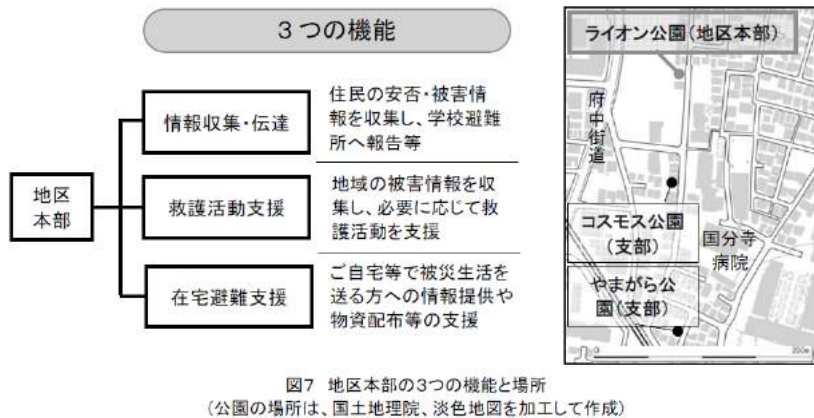 3つの機能
地区
本部
情報収集・伝達
住民の安否・被害情
報を収集し、学校避難
所へ報告等
救護活動支援
地域の被害情報を収
集し、必要に応じて救
護活動を支援
在宅避難支援
ご自宅等で被災生活を
送る方への情報提供や
物資配布等の支援
ライオン公園(地区本部)
府中街道
コスモス公園
(支部)
国分寺
病院
やまがら公
園(支部)
0
200m
図7 地区本部の3つの機能と場所
(公園の場所は、国土地理院、淡色地図を加工して作成)